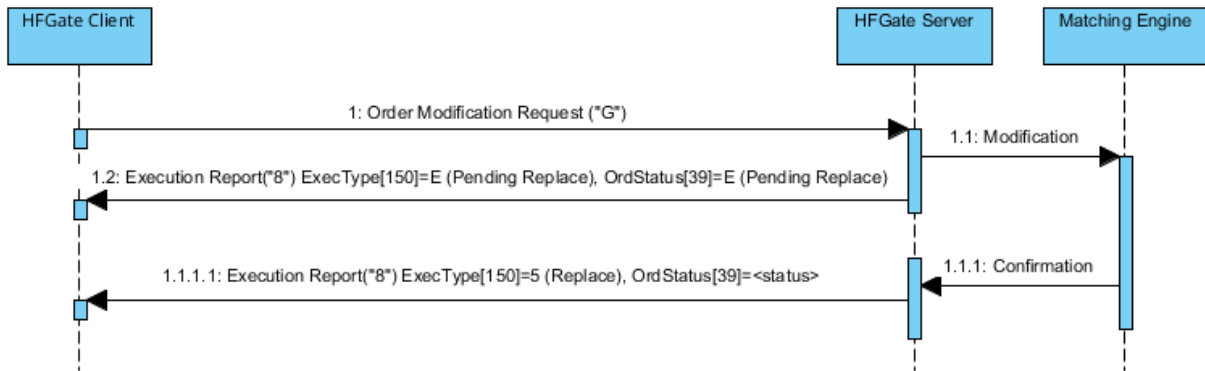 HFGate Client
HFGate Server
Matching Engine
1: Order Modification Request ("G")
1.1: Modification
1.2: Execution Report("8") ExecType[150]=E (Pending Replace), OrdStatus[39]=E (Pending Replace)
1.1.1: Confirmation
1.1.1.1: Execution Report("8") ExecType[150]=5 (Replace), OrdStatus[39]=<status>